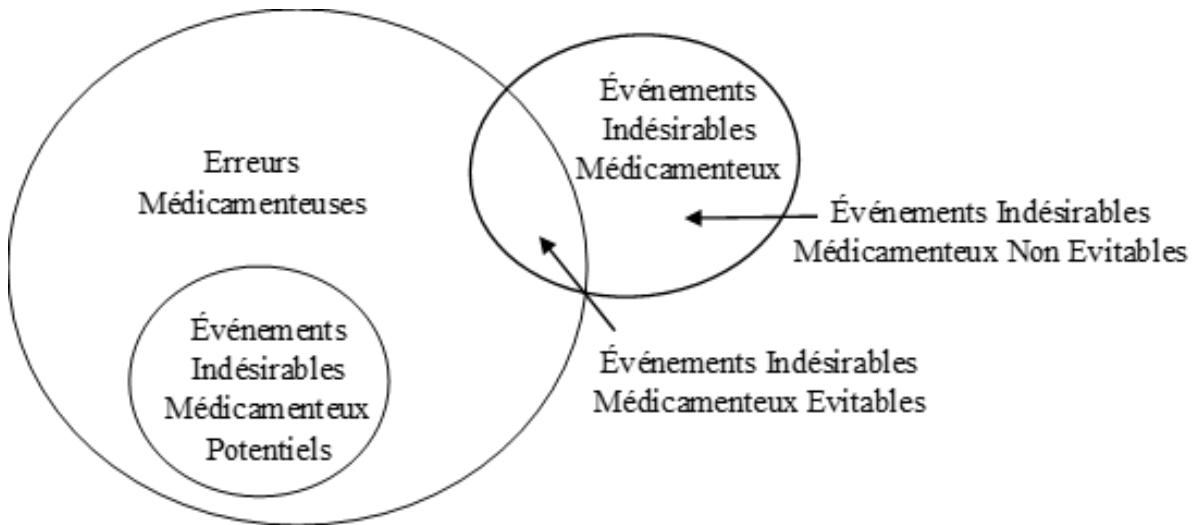 Événements
Indésirables
Médicamenteux
Erreurs
Médicamenteuses
Événements Indésirables
Médicamenteux Non Evitables
Événements
Indésirables
Médicamenteux
Potentiels
Événements Indésirables
Médicamenteux Evitables